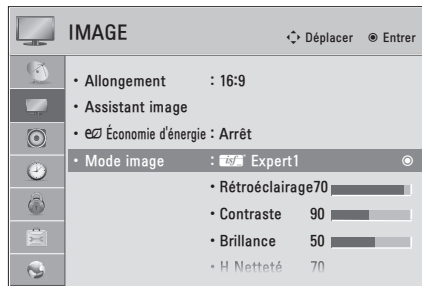 IMAGE
Déplacer Entrer
• Allongement : 16:9
• Assistant image
• Économie d'énergie : Arrêt
• Mode image : isf Expert1
• Rétroéclairage70
• Contraste 90
• Brillance 50
• H Netteté 70